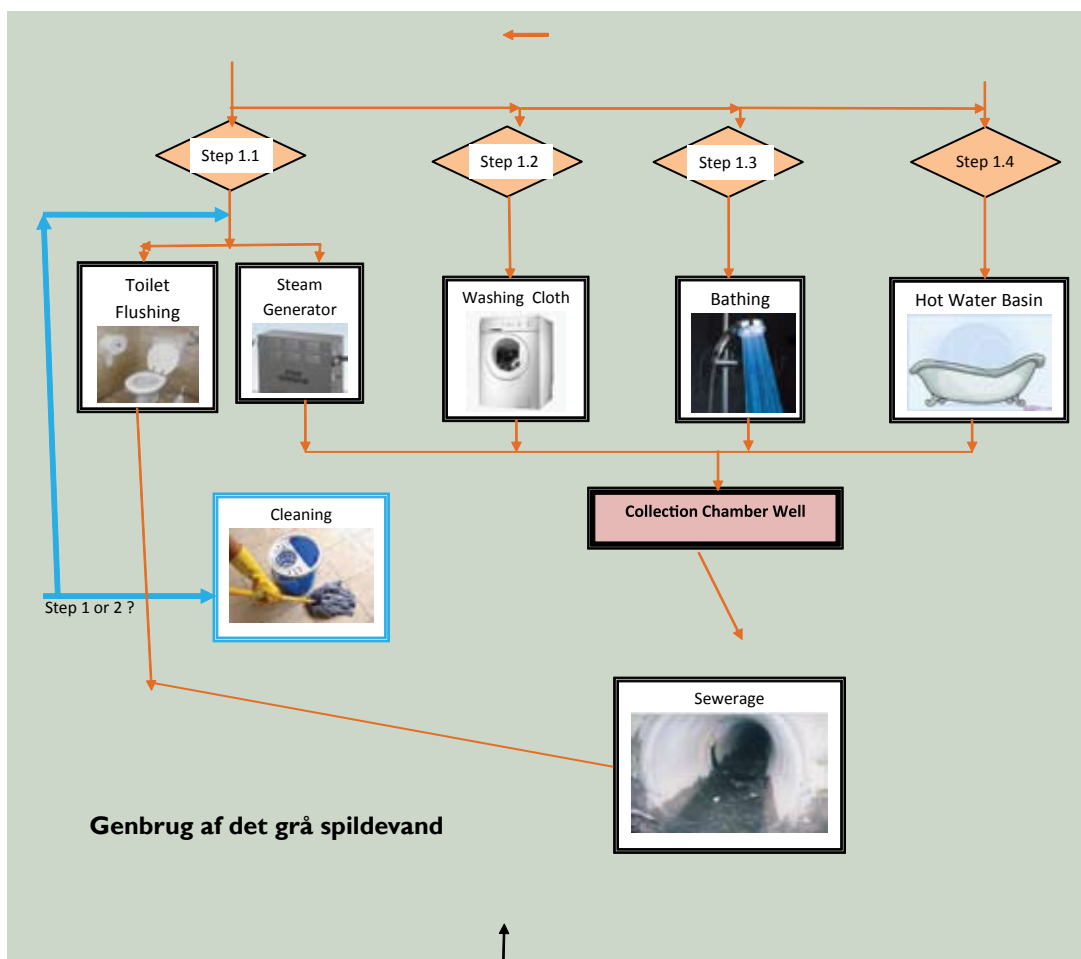 Step 1.1
Step 1.2
Step 1.3
Step 1.4
Toilet
Flushing
Steam
Generator
Washing Cloth
Bathing
Hot Water Basin
Collection Chamber Well
Cleaning
Step 1 or 2 ?
Sewerage
Genbrug af det grå spildevand